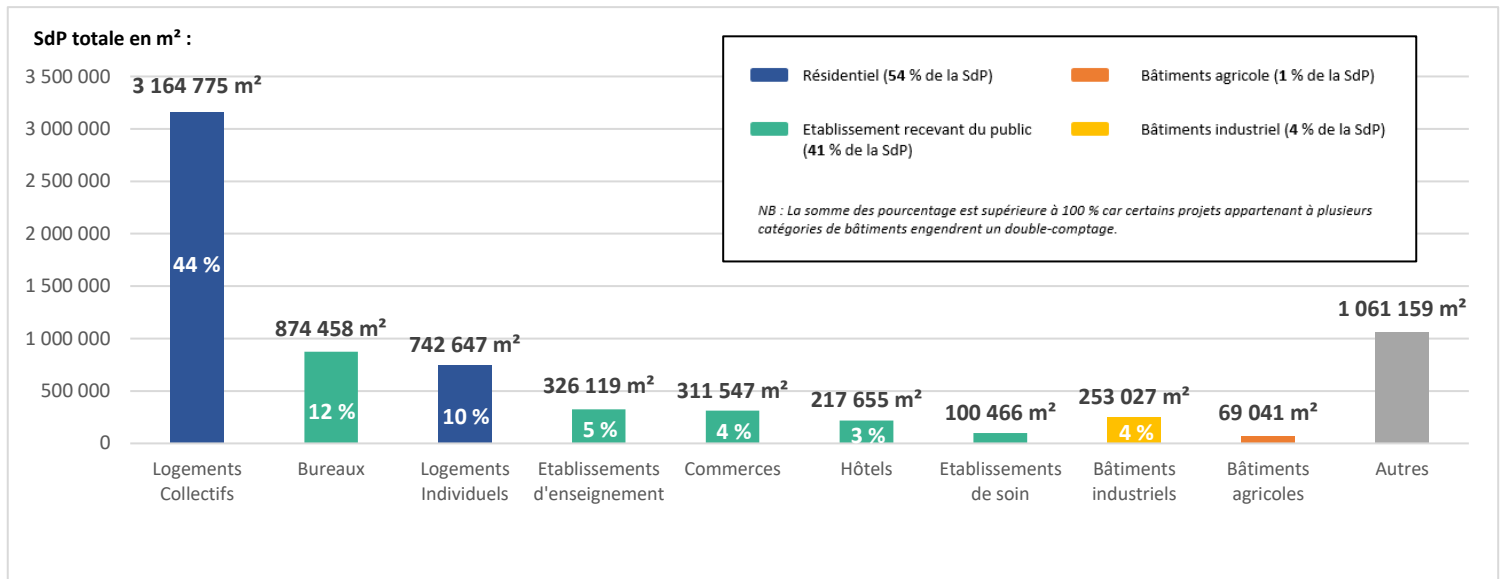 SdP totale en m² :
3 500 000
3 000 000
2 500 000
2 000 000
1 500 000
1 000 000
500 000
0
3 164 775 m²
44 %
874 458 m²
12 %
742 647 m²
10 %
326 119 m²
5 %
311 547 m²
4 %
217 655 m²
3 %
100 466 m²
253 027 m²
4 %
69 041 m²
1 061 159 m²
Logements
Collectifs
Bureaux
Logements
Individuels
Etablissements
d'enseignement
Commerces
Hôtels
Etablissements
de soin
Bâtiments
industriels
Bâtiments
agricoles
Autres
Résidentiel (54 % de la SdP)
Bâtiments agricole (1 % de la SdP)
Etablissement recevant du public
(41 % de la SdP)
Bâtiments industriel (4 % de la SdP)
NB : La somme des pourcentage est supérieure à 100 % car certains projets appartenant à plusieurs
catégories de bâtiments engendrent un double-comptage.